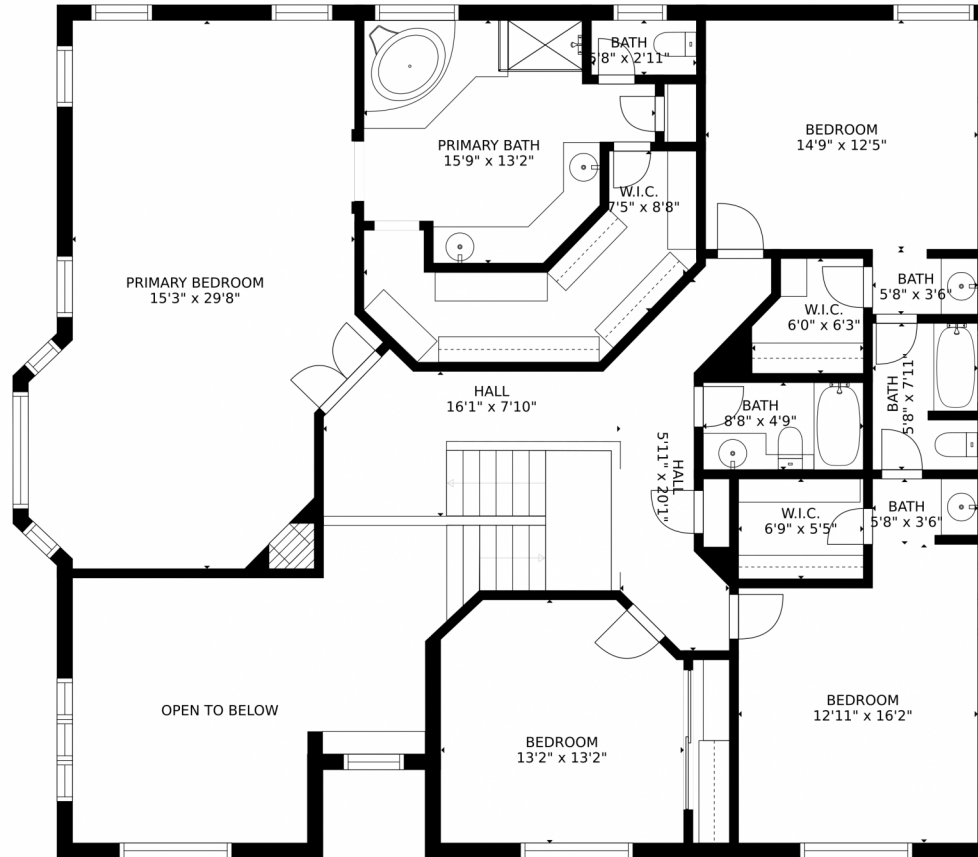 BATH
5'8" x 2'11"
BEDROOM
14'9" x 12'5"
PRIMARY BATH
15'9" x 13'2"
W.I.C.
7'5" x 8'8"
PRIMARY BEDROOM
15'3" x 29'8"
BATH
5'8" x 3'6"
W.I.C.
6'0" x 6'3"
HALL
16'1" x 7'10"
BATH
5'8" x 7'11"
BATH
8'8" x 4'9"
HALL
5'11" x 20'1"
W.I.C.
6'9" x 5'5"
BATH
5'8" x 3'6"
OPEN TO BELOW
BEDROOM
12'11" x 16'2"
BEDROOM
13'2" x 13'2"